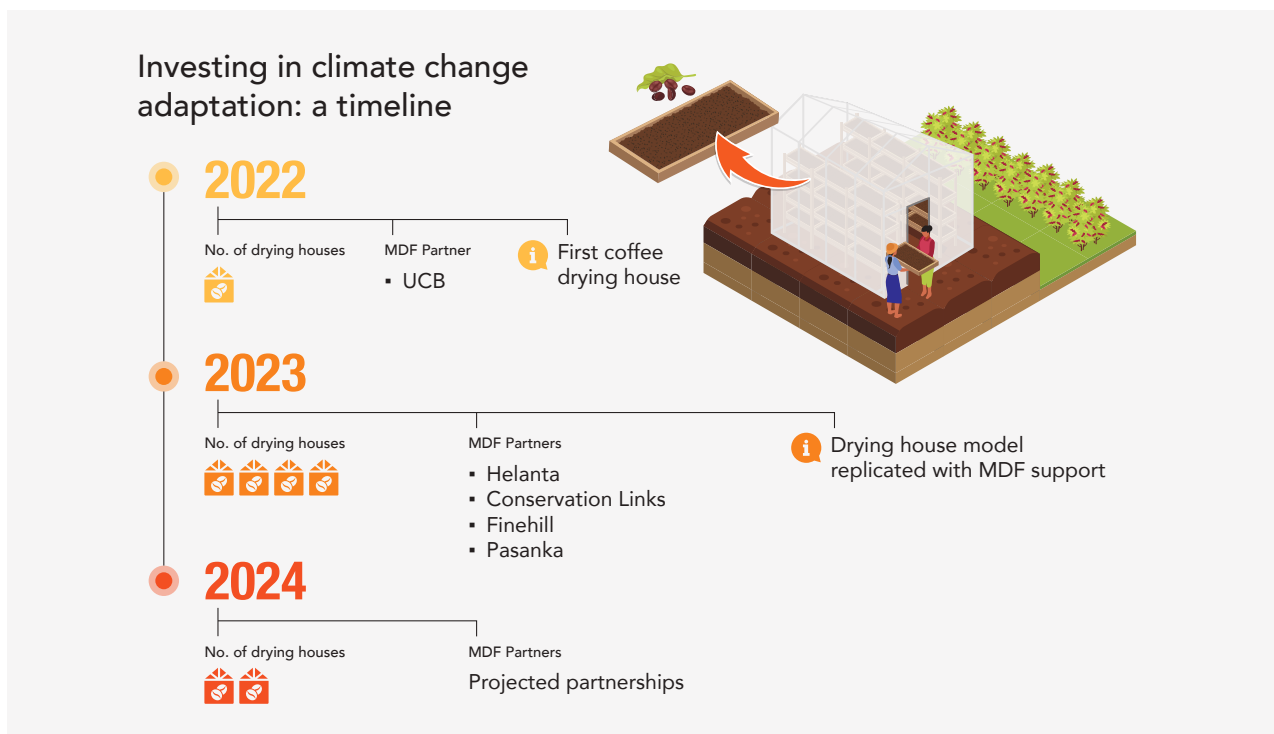 Investing in climate change
adaptation: a timeline
2022
No. of drying houses
MDF Partner
▪ UCB
i
First coffee
drying house
2023
No. of drying houses
MDF Partners
▪ Helanta
▪ Conservation Links
▪ Finehill
▪ Pasanka
i
Drying house model
replicated with MDF support
2024
No. of drying houses
MDF Partners
Projected partnerships